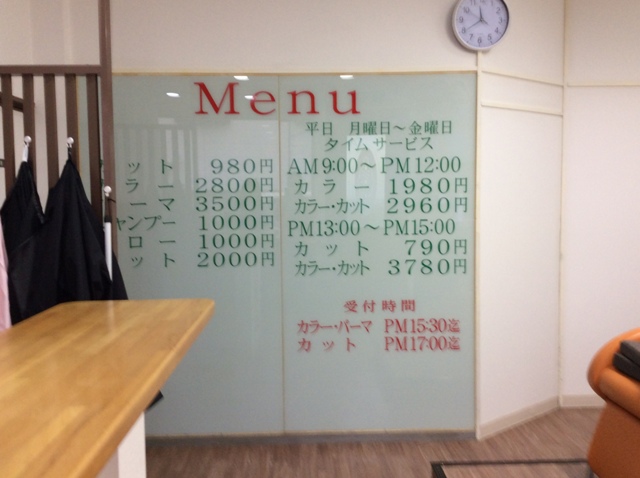 Menu
平日 月曜日～金曜日
タイムサービス
ット 980円
ラー 2800円
ーマ 3500円
ャンプー 1000円
ロー 1000円
ット 2000円
AM9:00～PM12:00
カラー 1980円
カラー・カット 2960円
PM13:00～PM15:00
カット 790円
カラー・カット 3780円
受付時間
カラー・パーマ PM15:30迄
カット PM17:00迄